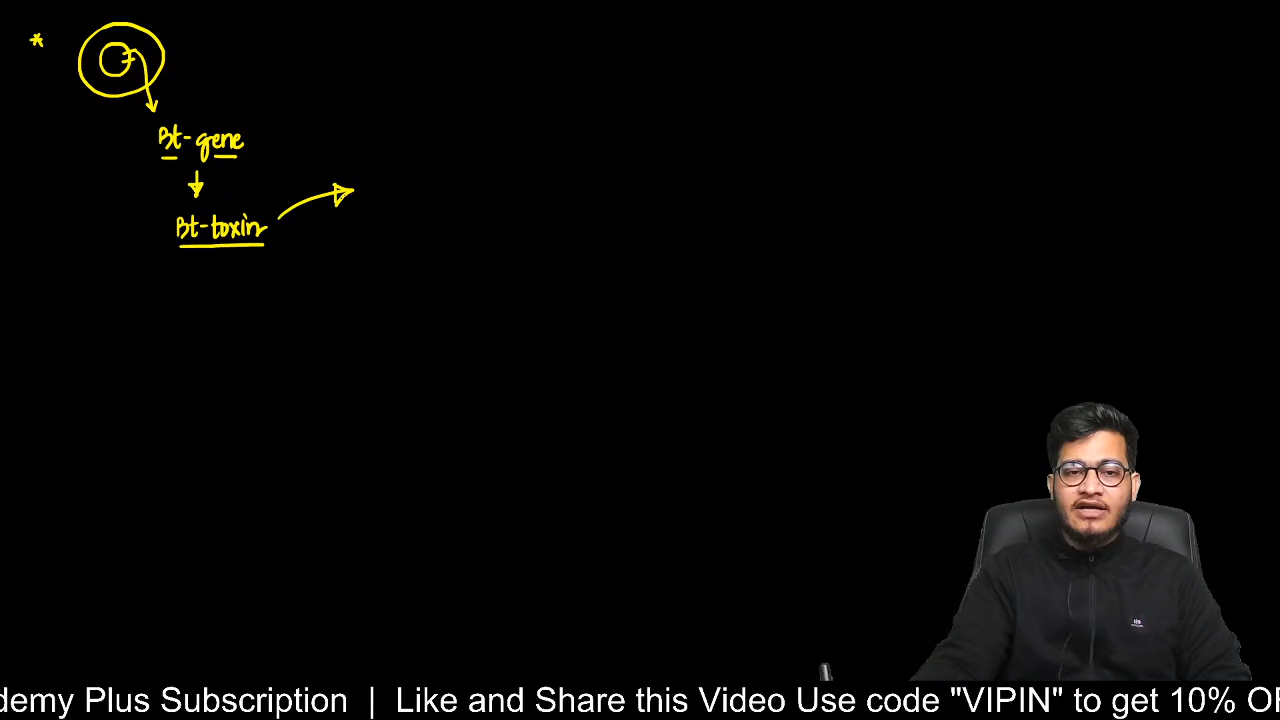 *
Bt-gene
Bt-toxin
demy Plus Subscription | Like and Share this Video Use code "VIPIN" to get 10% OF